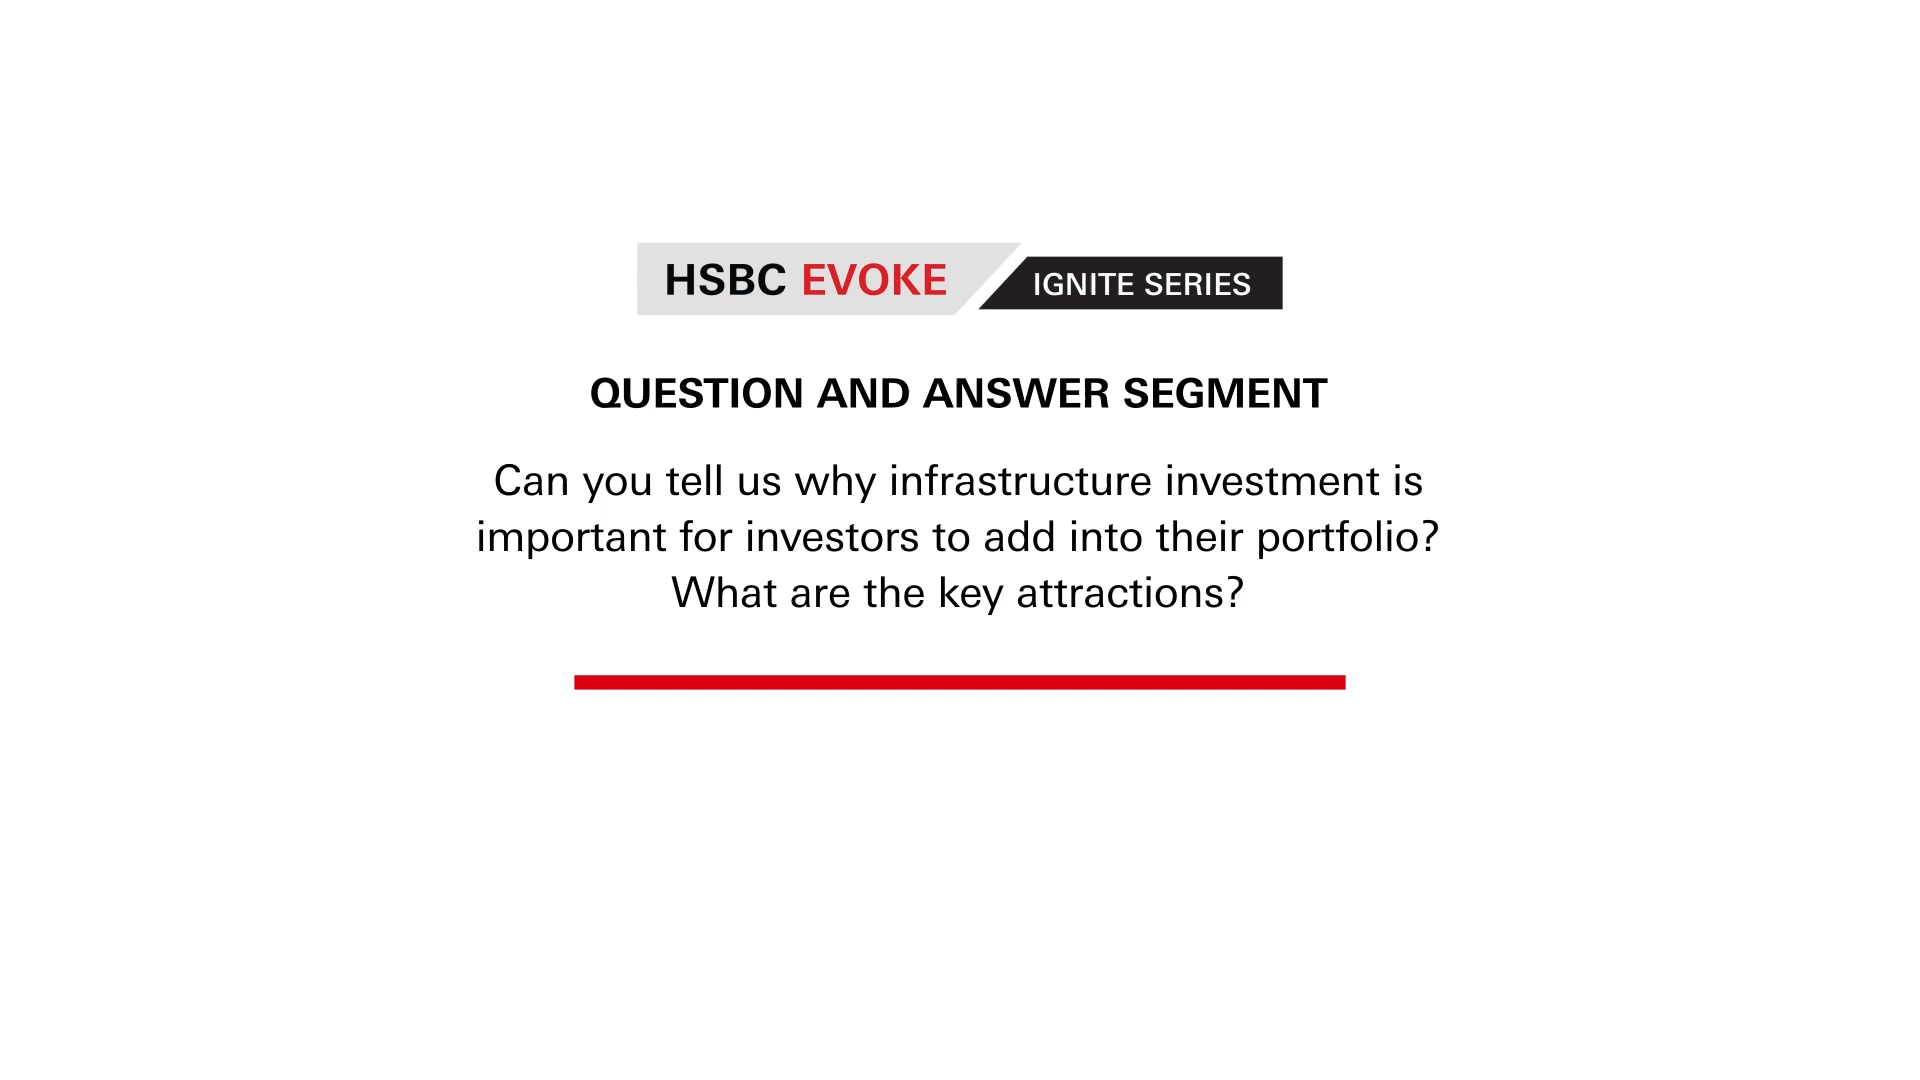 HSBC EVOKE IGNITE SERIES
QUESTION AND ANSWER SEGMENT
Can you tell us why infrastructure investment is
important for investors to add into their portfolio?
What are the key attractions?